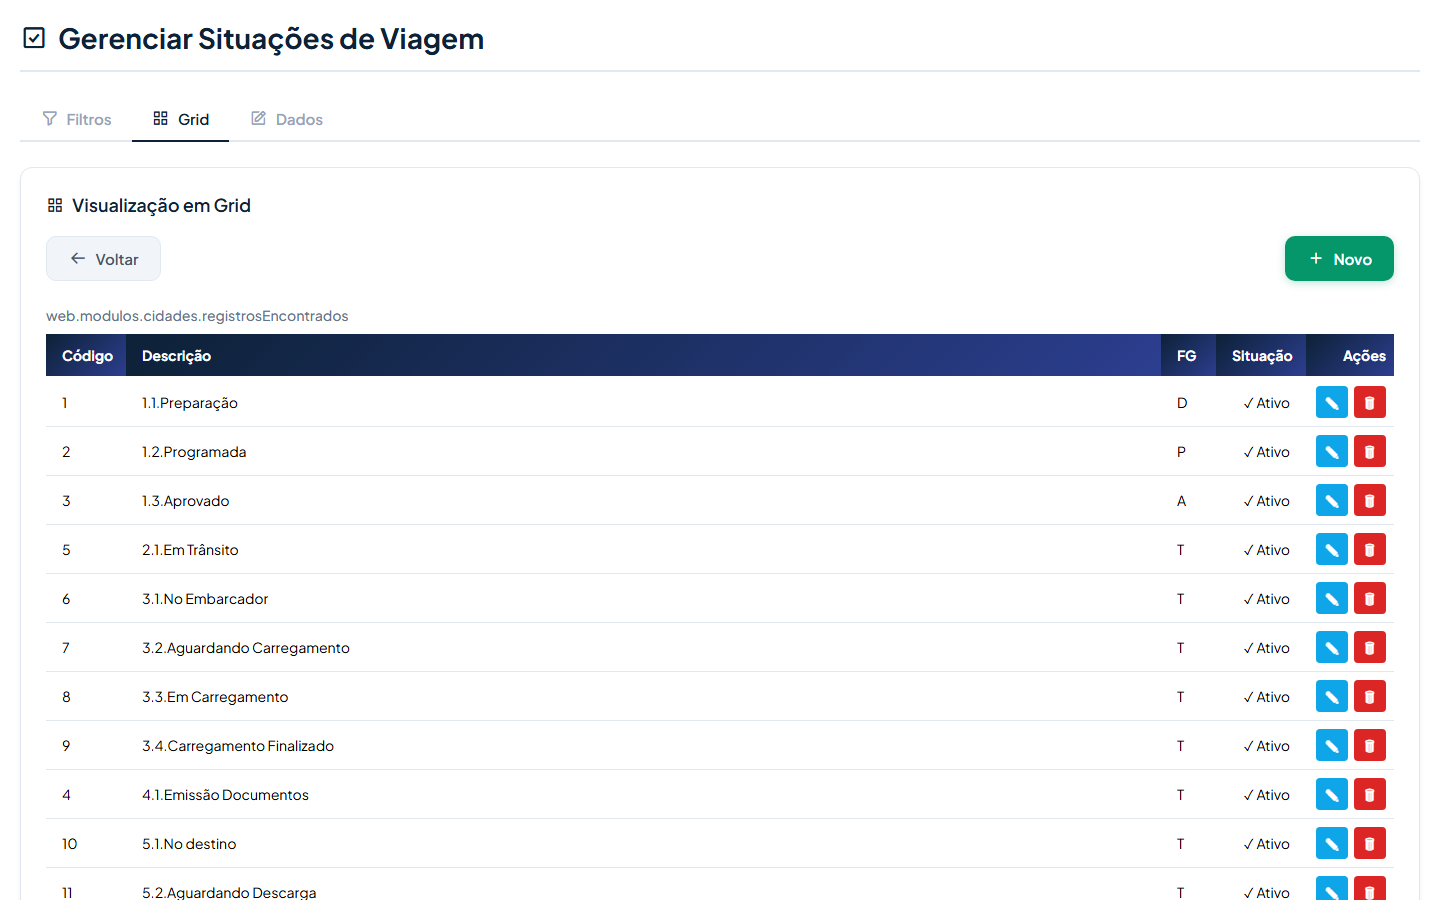 Gerenciar Situações de Viagem
Filtros Grid Dados
Visualização em Grid
Voltar Novo
web.modulos.cidades.registrosEncontrados
Código Descrição FG Situação Ações
1 1.1.Preparação D ✓ Ativo
2 1.2.Programada P ✓ Ativo
3 1.3.Aprovado A ✓ Ativo
5 2.1.Em Trânsito T ✓ Ativo
6 3.1.No Embarcador T ✓ Ativo
7 3.2.Aguardando Carregamento T ✓ Ativo
8 3.3.Em Carregamento T ✓ Ativo
9 3.4.Carregamento Finalizado T ✓ Ativo
4 4.1.Emissão Documentos T ✓ Ativo
10 5.1.No destino T ✓ Ativo
11 5.2.Aguardando Descarga T ✓ Ativo